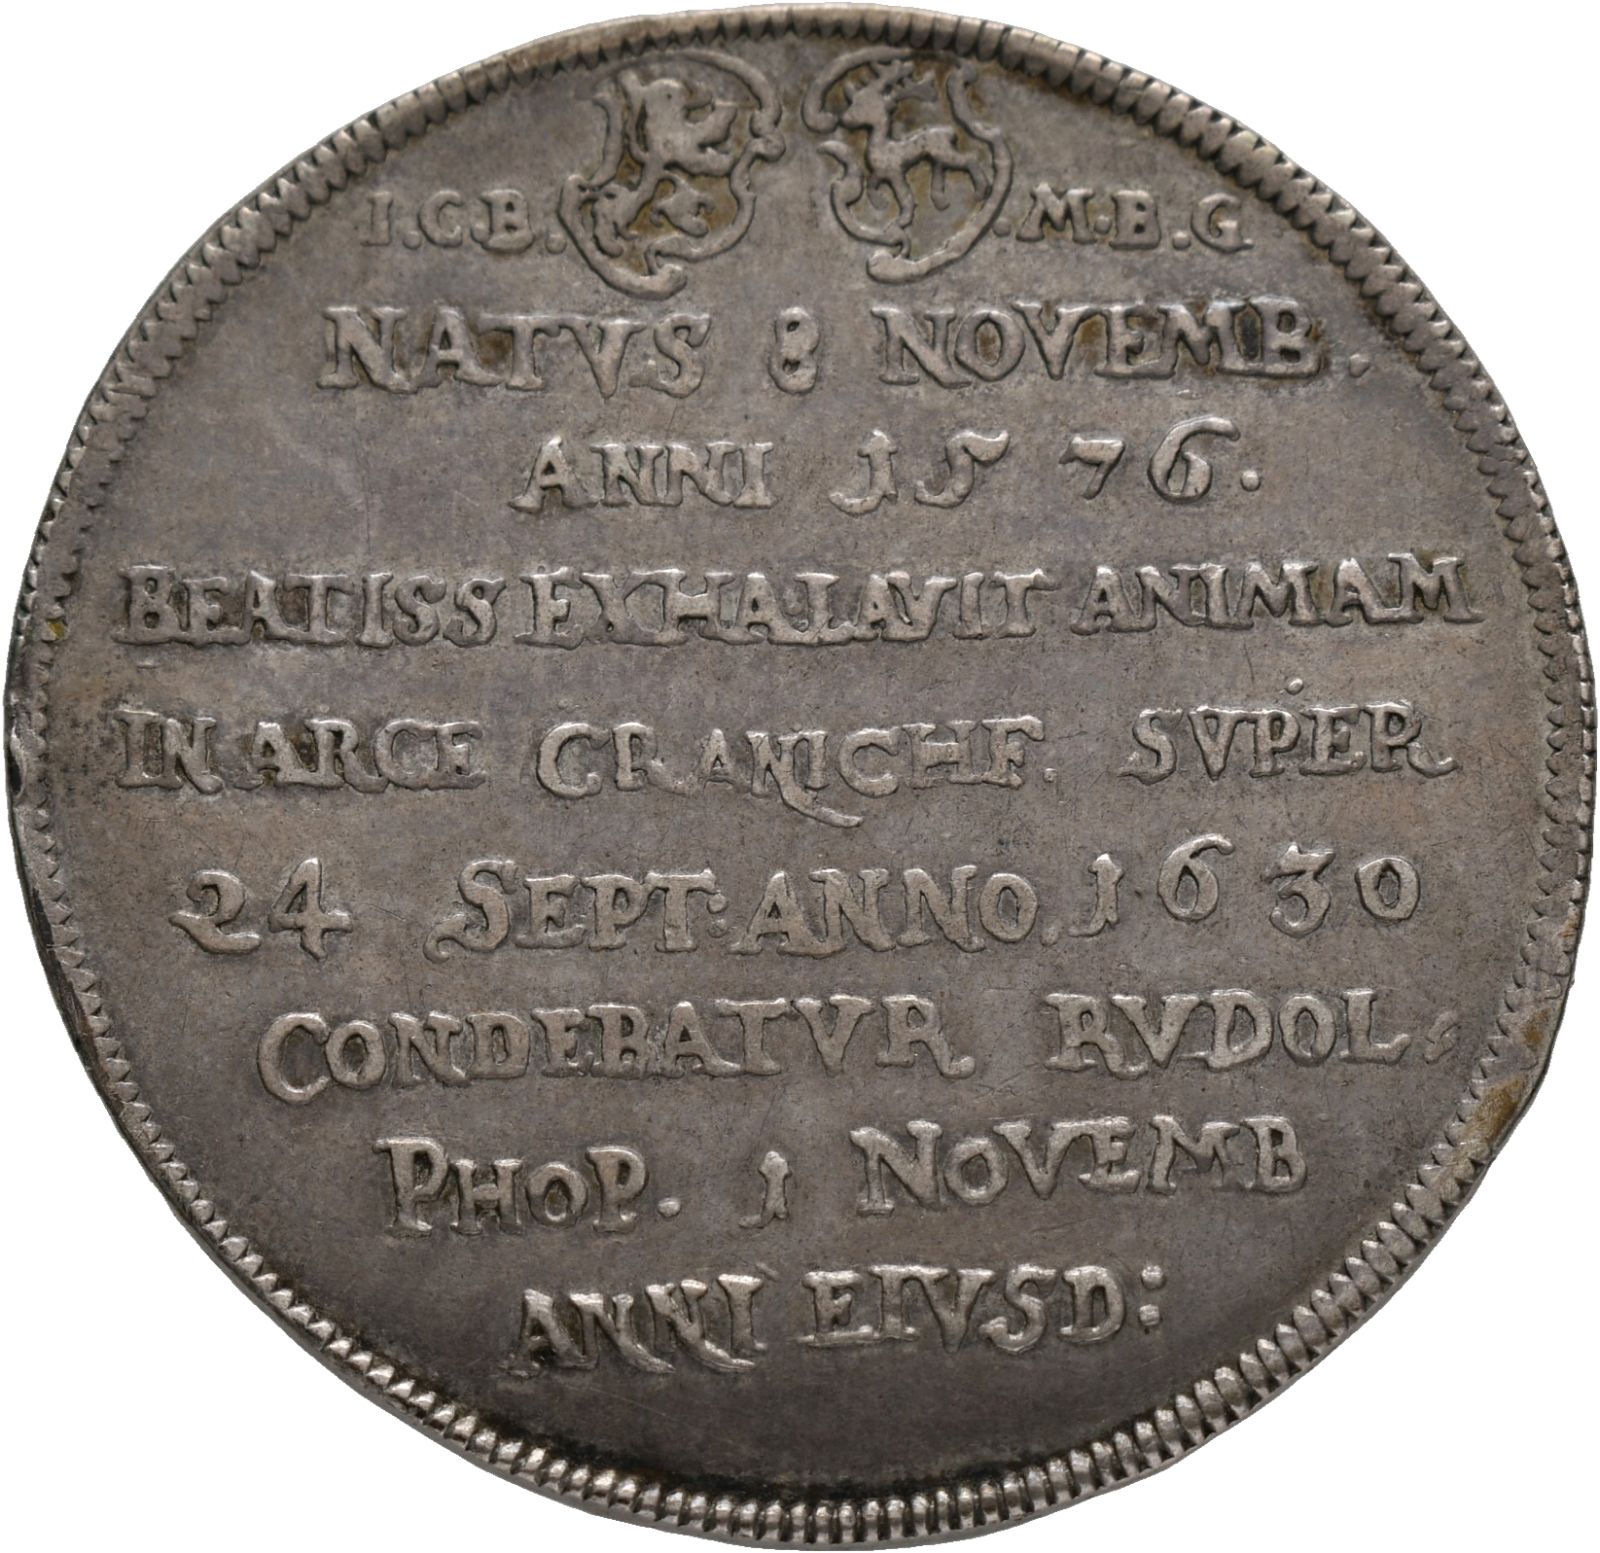 I.C.B. .M.B.G
NATVS 8 NOVEMB.
ANNI 1576.
BEATISS EXHALAVIT ANIMAM
IN ARCE CRANICHF. SVPER
24 SEPT: ANNO. 1630
CONDEBATVR RVDOL,
PHOP. 1 NOVEMB
ANNI EIVSD: